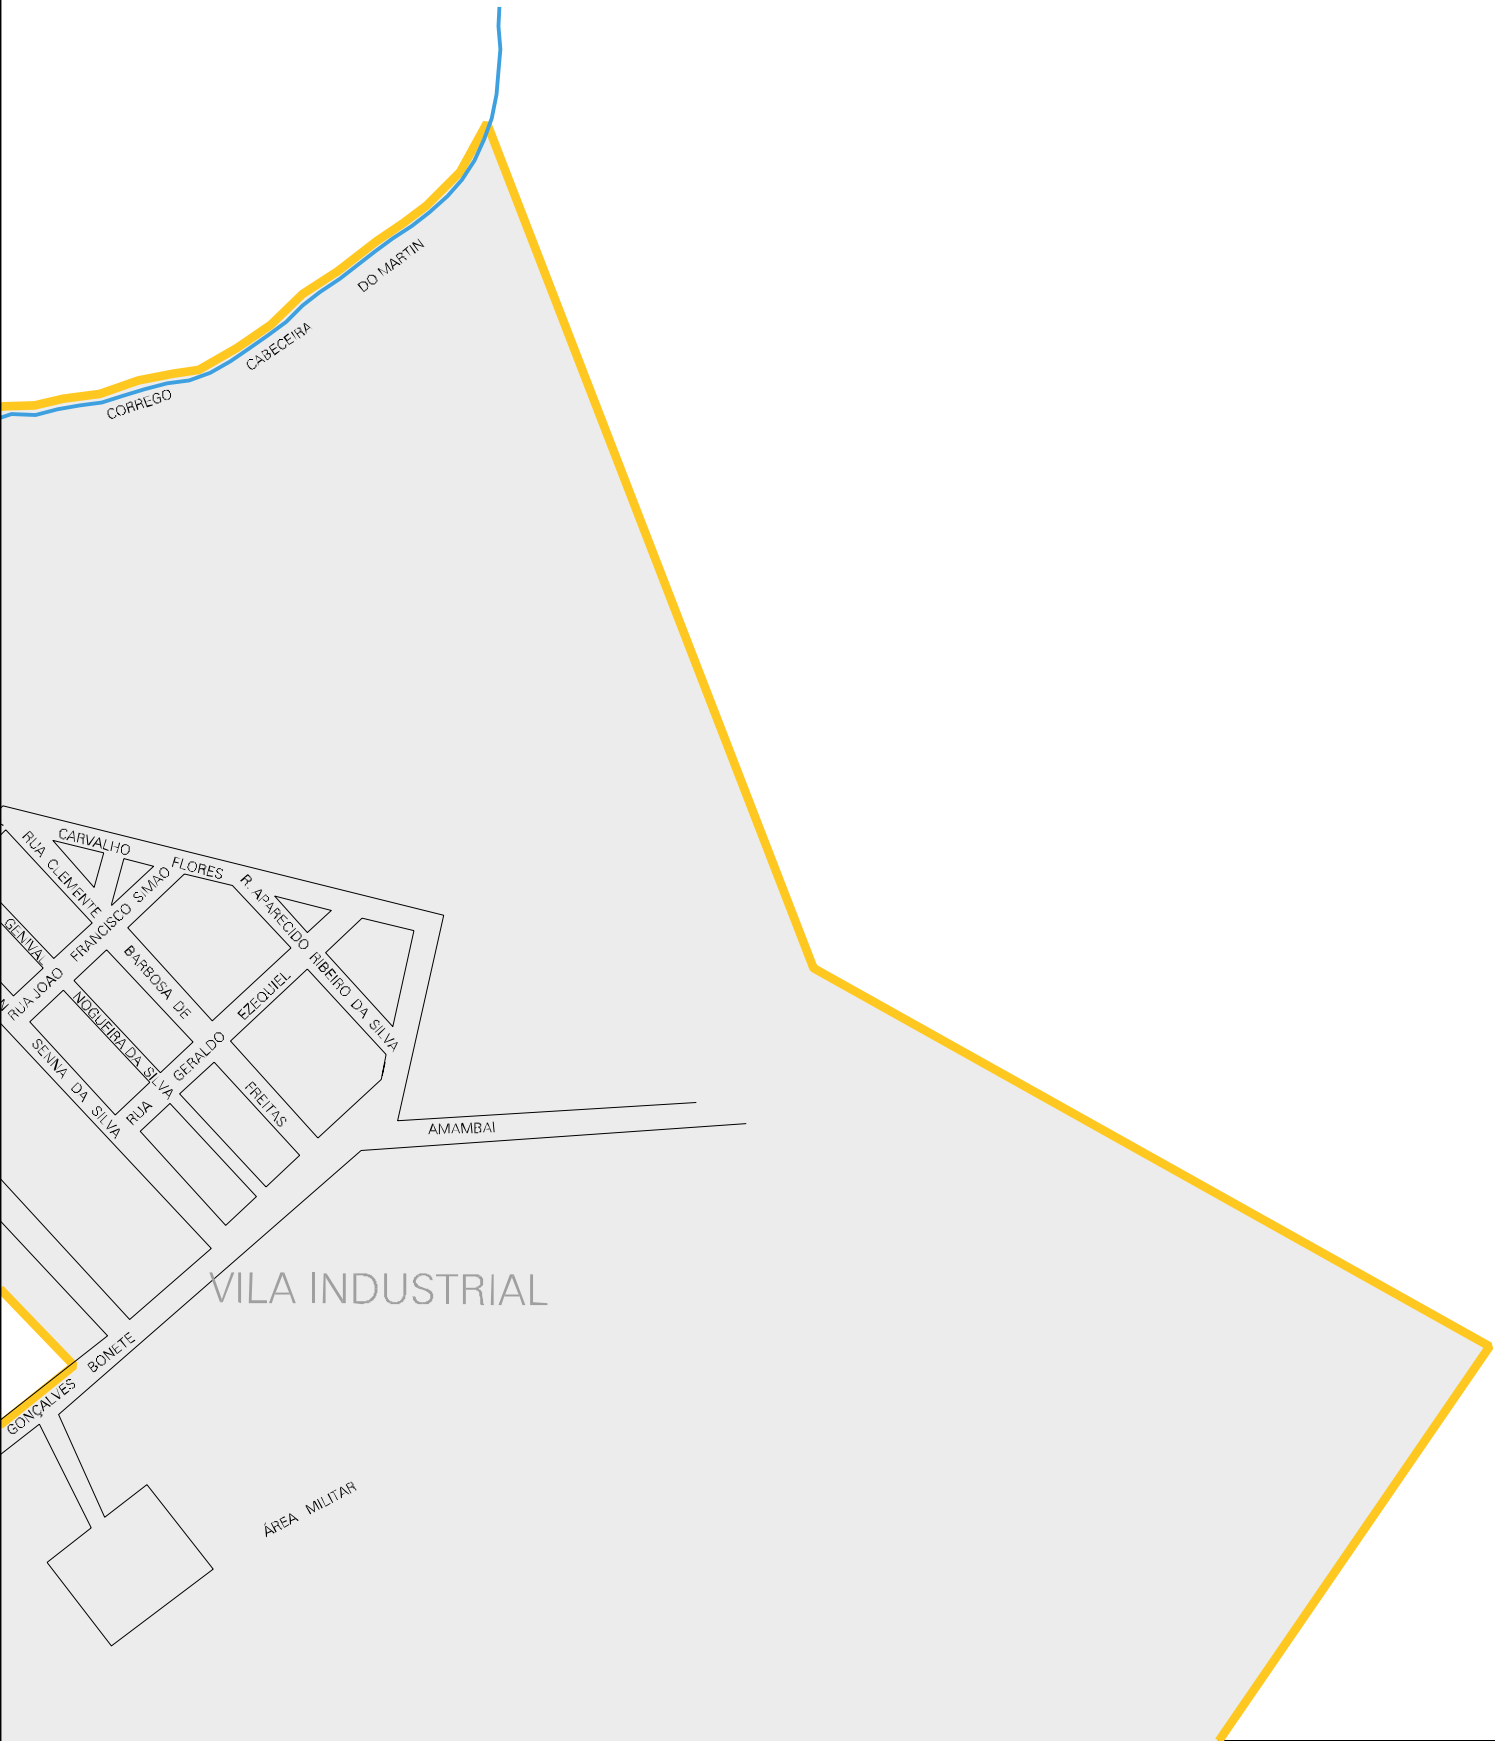 DO MARTIN
CABECEIRA
CORREGO
CARVALHO
RUA CLEMENTE
FLORES
R. APARECIDO RIBEIRO DA SILVA
RUA JOAO FRANCISCO SIMAO
GENIVAL
BARBOSA DE
FREITAS
NOGUEIRA DA SILVA
SENNA DA SILVA
RUA GERALDO EZEQUIEL
AMAMBAI
VILA INDUSTRIAL
GONÇALVES BONETE
ÁREA MILITAR